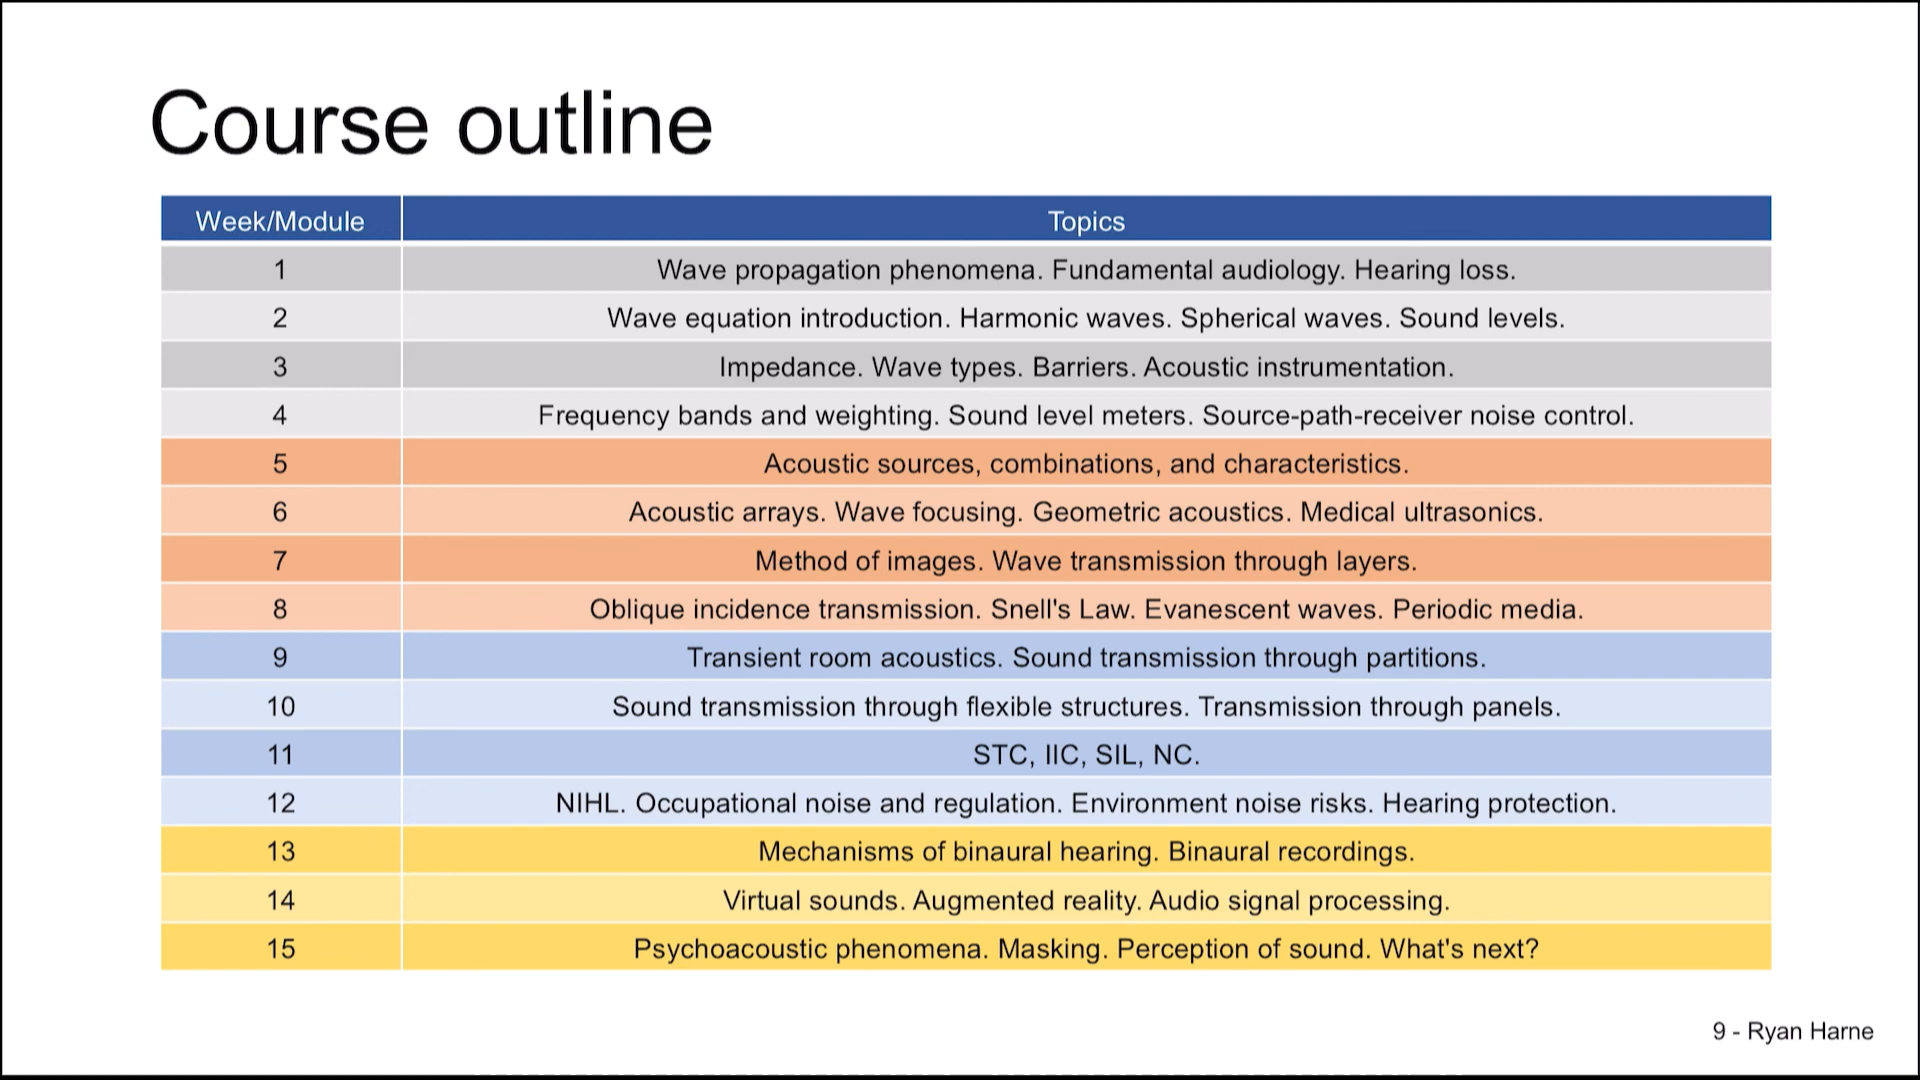 Course outline
Week/Module Topics
1 Wave propagation phenomena. Fundamental audiology. Hearing loss.
2 Wave equation introduction. Harmonic waves. Spherical waves. Sound levels.
3 Impedance. Wave types. Barriers. Acoustic instrumentation.
4 Frequency bands and weighting. Sound level meters. Source-path-receiver noise control.
5 Acoustic sources, combinations, and characteristics.
6 Acoustic arrays. Wave focusing. Geometric acoustics. Medical ultrasonics.
7 Method of images. Wave transmission through layers.
8 Oblique incidence transmission. Snell's Law. Evanescent waves. Periodic media.
9 Transient room acoustics. Sound transmission through partitions.
10 Sound transmission through flexible structures. Transmission through panels.
11 STC, IIC, SIL, NC.
12 NIHL. Occupational noise and regulation. Environment noise risks. Hearing protection.
13 Mechanisms of binaural hearing. Binaural recordings.
14 Virtual sounds. Augmented reality. Audio signal processing.
15 Psychoacoustic phenomena. Masking. Perception of sound. What's next?
9 - Ryan Harne